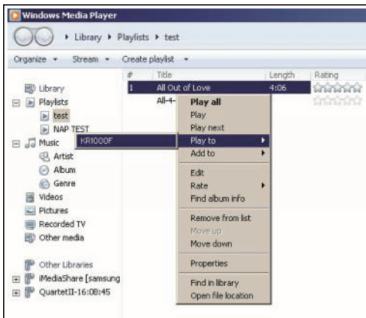 Windows Media Player
Library ▸ Playlists ▸ test
Organize Stream Create playlist
# Title Length Rating
Library
1 All Out of Love 4:06
Playlists
All-4-
Play all
test
Play
NAP TEST
Play next
Music
KR1000F
Play to
Artist
Add to
Album
Edit
Genre
Rate
Videos
Find album info
Pictures
Remove from list
Recorded TV
Move up
Other media
Move down
Properties
Other Libraries
iMediaShare [samsung
Find in library
QuartetII-16:08:45
Open file location